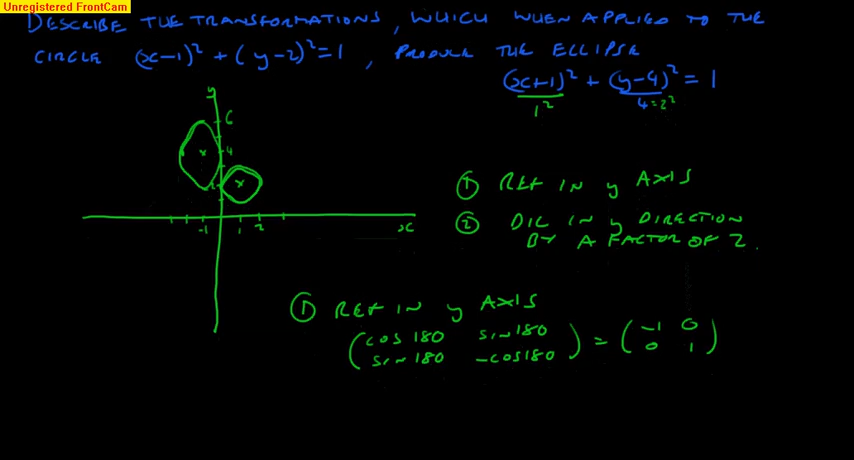 Unregistered FrontCam
DESCRIBE THE TRANSFORMATIONS, WHICH WHEN APPLIED TO THE
CIRCLE (x-1)² + (y-2)² = 1, PRODUCE THE ELLIPSE
(x+1)² + (y-4)² = 1
1² 4=2²
y
6
4
-1 1 2 x
① REF IN y AXIS
② DIL IN y DIRECTION
BY A FACTOR OF 2.
① REF IN y AXIS
(cos 180 sin 180
sin 180 -cos 180) = (-1 0
0 1)